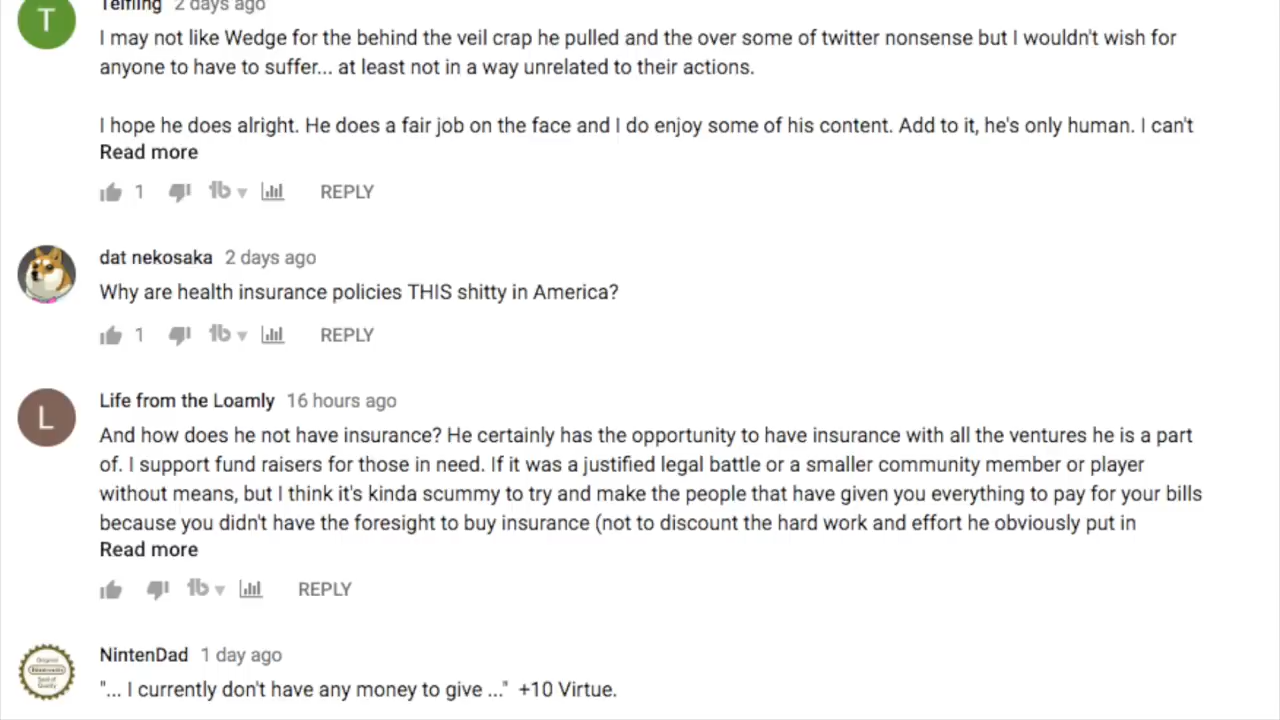 T
Teifling 2 days ago
I may not like Wedge for the behind the veil crap he pulled and the over some of twitter nonsense but I wouldn't wish for
anyone to have to suffer... at least not in a way unrelated to their actions.
I hope he does alright. He does a fair job on the face and I do enjoy some of his content. Add to it, he's only human. I can't
Read more
1 tb REPLY
dat nekosaka 2 days ago
Why are health insurance policies THIS shitty in America?
1 tb REPLY
L
Life from the Loamly 16 hours ago
And how does he not have insurance? He certainly has the opportunity to have insurance with all the ventures he is a part
of. I support fund raisers for those in need. If it was a justified legal battle or a smaller community member or player
without means, but I think it's kinda scummy to try and make the people that have given you everything to pay for your bills
because you didn't have the foresight to buy insurance (not to discount the hard work and effort he obviously put in
Read more
tb REPLY
NintenDad 1 day ago
Original
Nintendo
Seal of
Quality
"... I currently don't have any money to give ..." +10 Virtue.